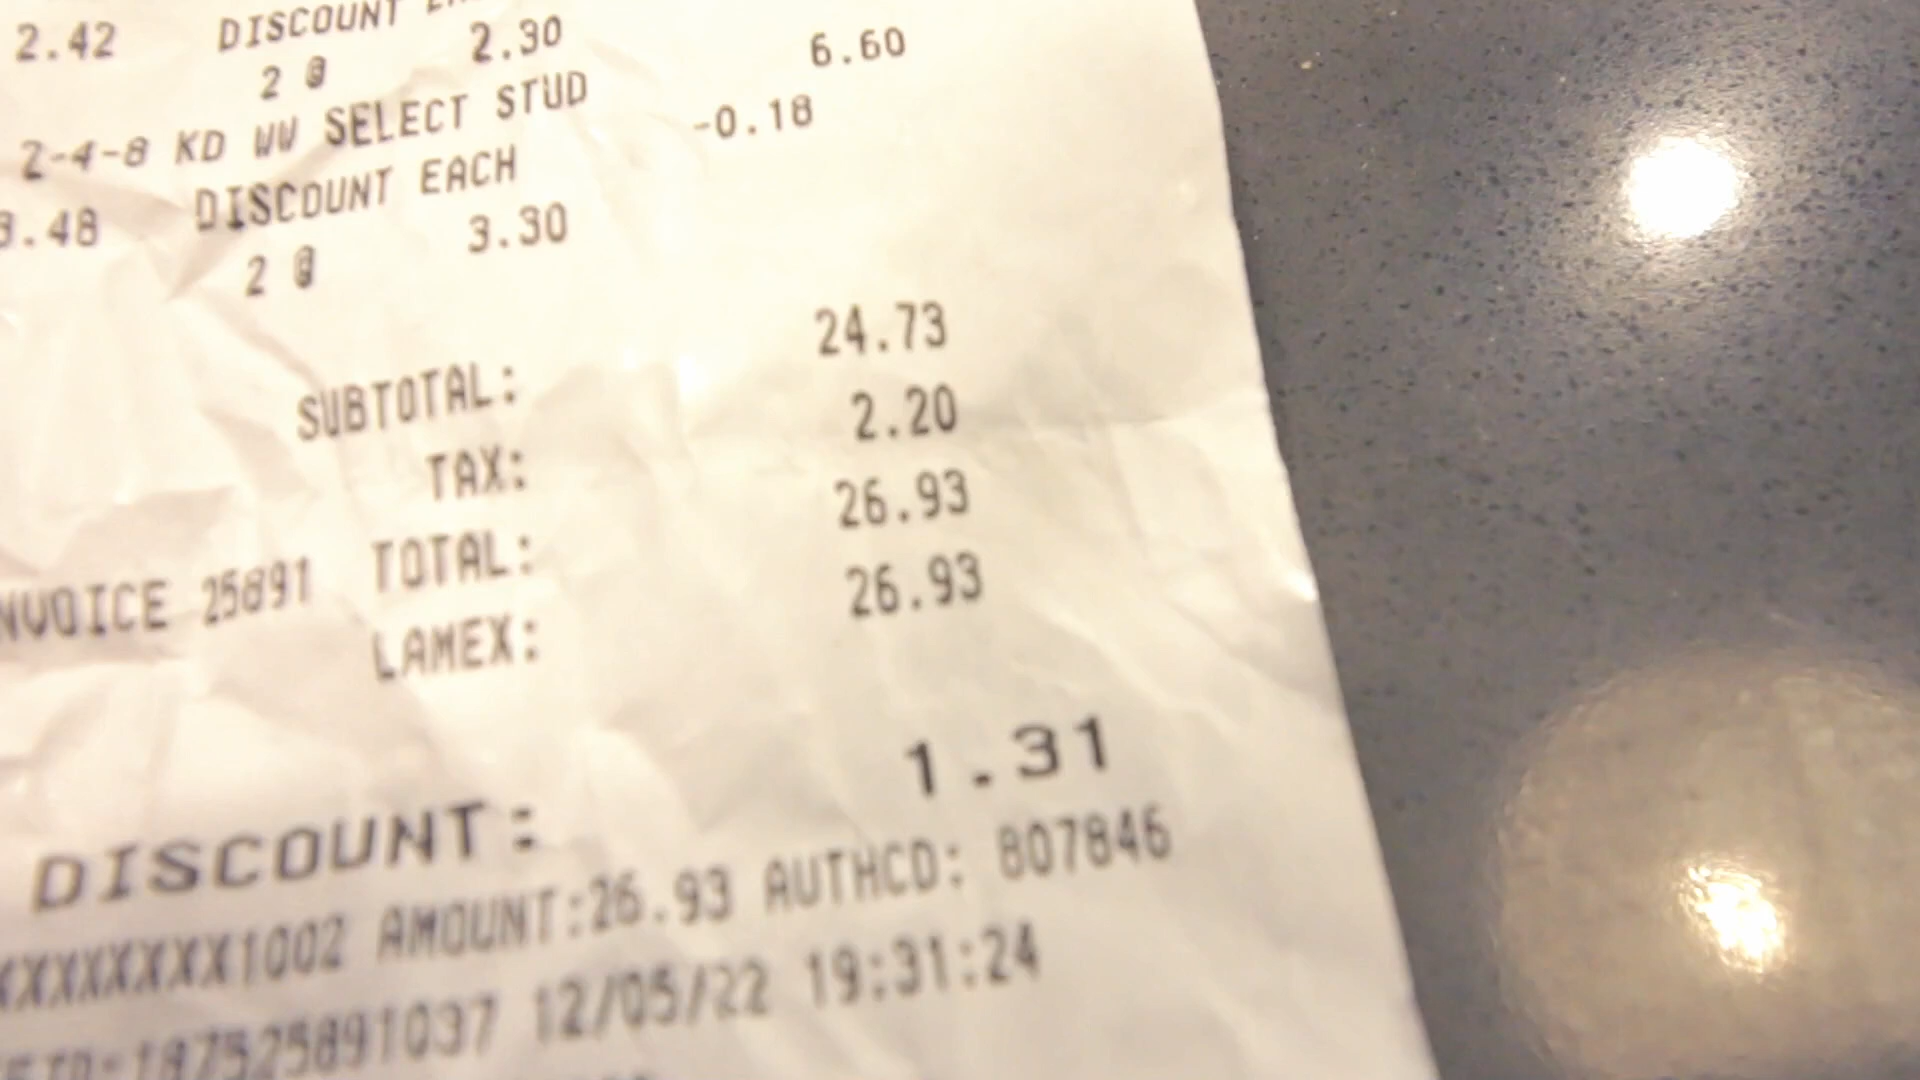 2.42 DISCOUNT
2 @ 2.30
2-4-8 KD WW SELECT STUD 6.60
3.48 DISCOUNT EACH -0.18
2 @ 3.30
SUBTOTAL: 24.73
TAX: 2.20
NVOICE 25891 TOTAL: 26.93
LAMEX: 26.93
DISCOUNT: 1.31
XXXXXXXX1002 AMOUNT:26.93 AUTHCD: 807846
197525891037 12/05/22 19:31:24